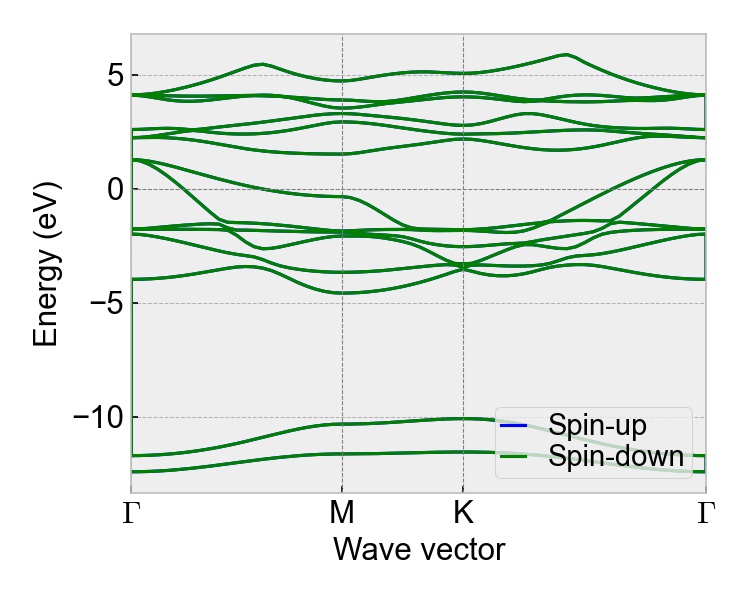 Energy (eV)
5
0
−5
−10
Spin-up
Spin-down
Γ M K Γ
Wave vector